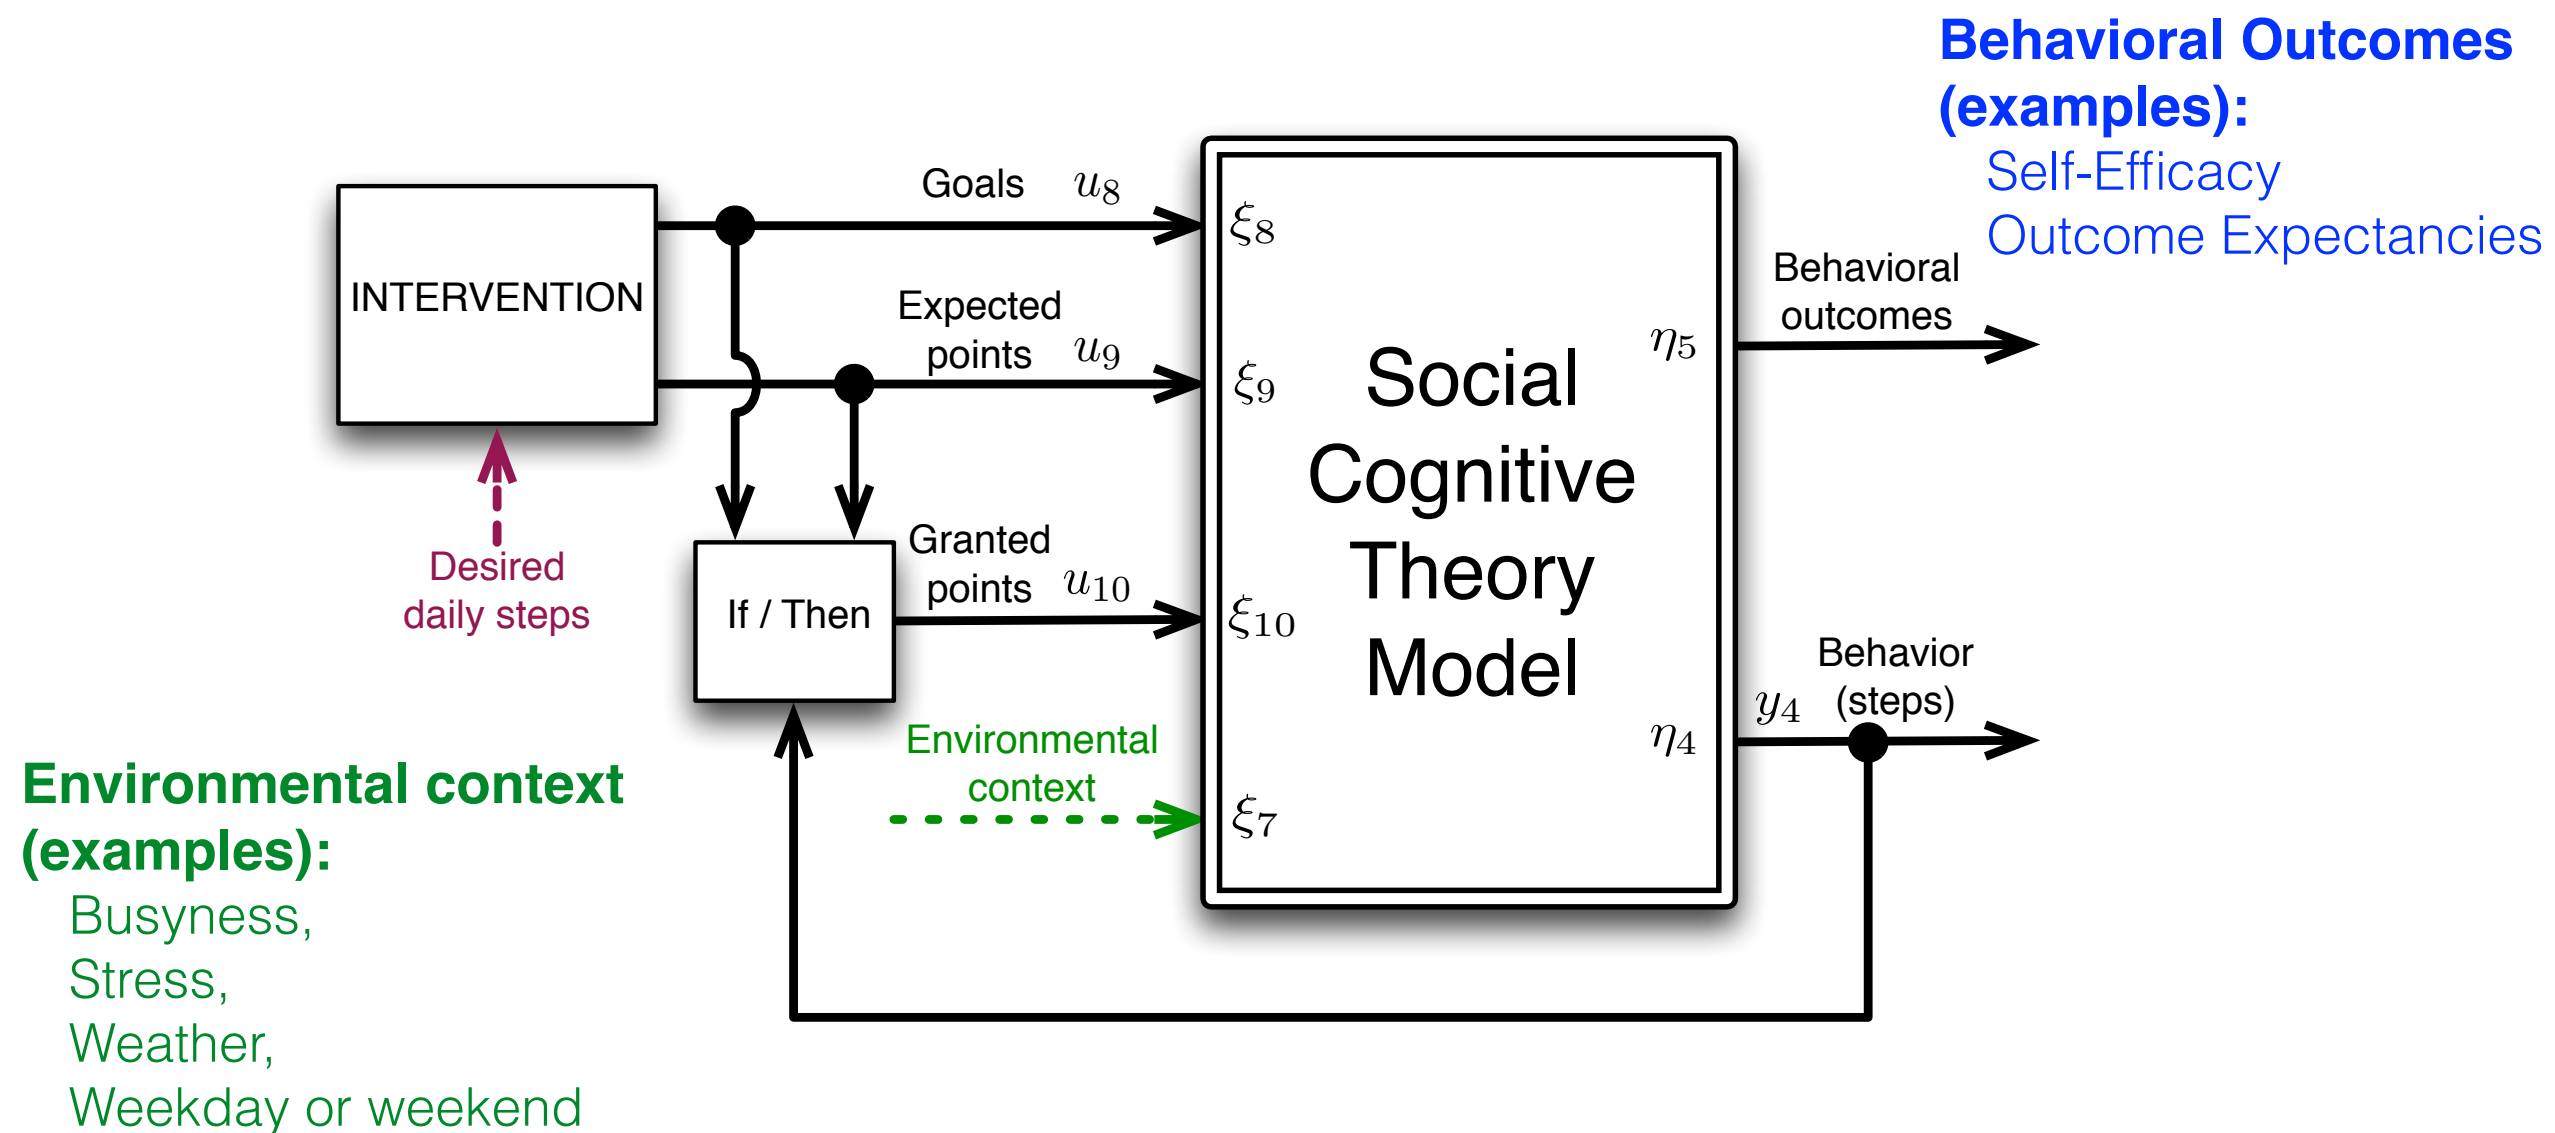 Behavioral Outcomes
(examples):
Self-Efficacy
Outcome Expectancies
INTERVENTION
Goals u₈
ξ₈
Expected
points u₉
ξ₉
Behavioral
outcomes
η₅
Social
Cognitive
Theory
Model
Desired
daily steps
If / Then
Granted
points u₁₀
ξ₁₀
Behavior
(steps)
y₄
η₄
Environmental
context
ξ₇
Environmental context
(examples):
Busyness,
Stress,
Weather,
Weekday or weekend